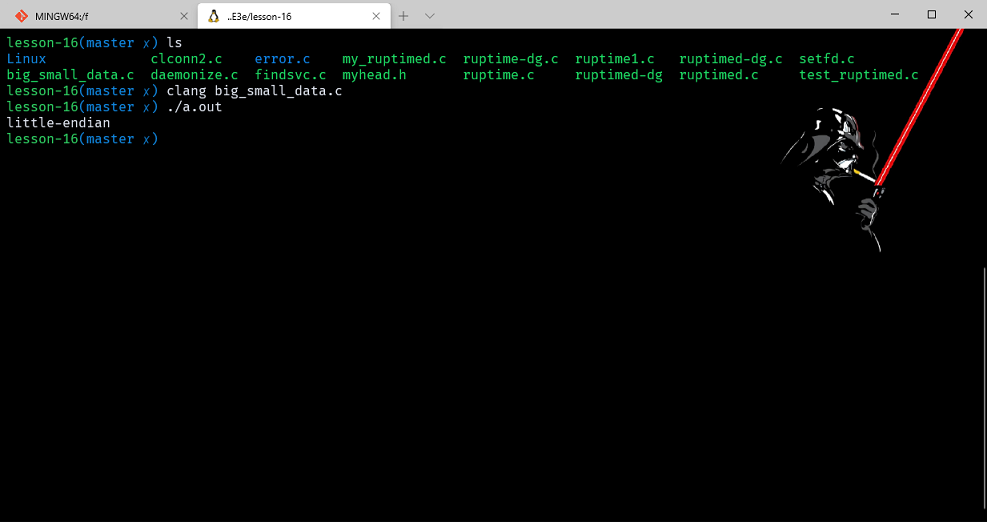 MINGW64:/f
..E3e/lesson-16
lesson-16(master x) ls
Linux clconn2.c error.c my_ruptimed.c ruptime-dg.c ruptime1.c ruptimed-dg.c setfd.c
big_small_data.c daemonize.c findsvc.c myhead.h ruptime.c ruptimed-dg ruptimed.c test_ruptimed.c
lesson-16(master x) clang big_small_data.c
lesson-16(master x) ./a.out
little-endian
lesson-16(master x)